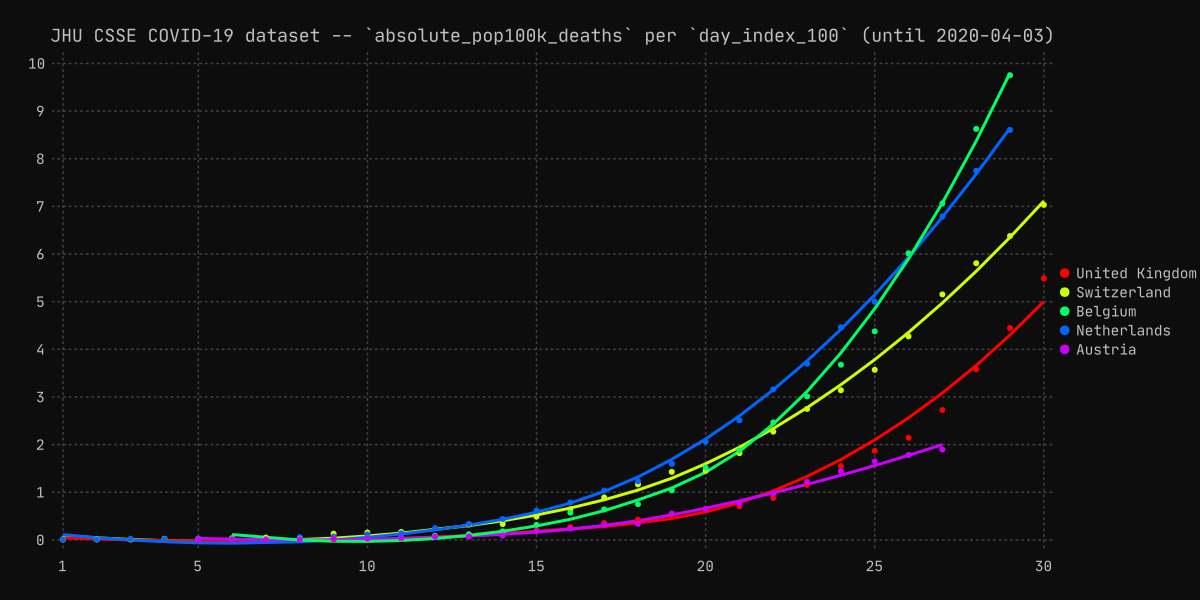 JHU CSSE COVID-19 dataset -- `absolute_pop100k_deaths` per `day_index_100` (until 2020-04-03)
10
9
8
7
6
5
4
3
2
1
0
1 5 10 15 20 25 30
United Kingdom
Switzerland
Belgium
Netherlands
Austria